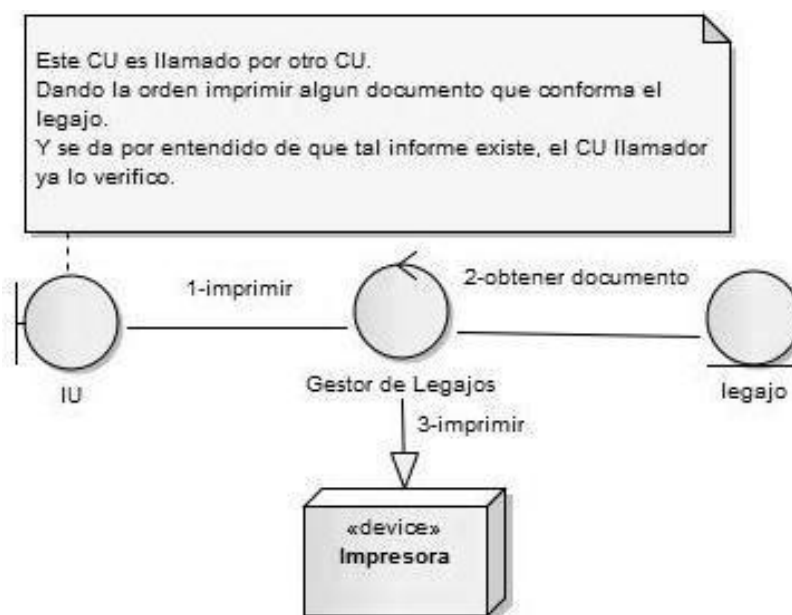 Este CU es llamado por otro CU.
Dando la orden imprimir algun documento que conforma el
legajo.
Y se da por entendido de que tal informe existe, el CU llamador
ya lo verifico.
1-imprimir
2-obtener documento
IU
Gestor de Legajos
legajo
3-imprimir
«device»
Impresora